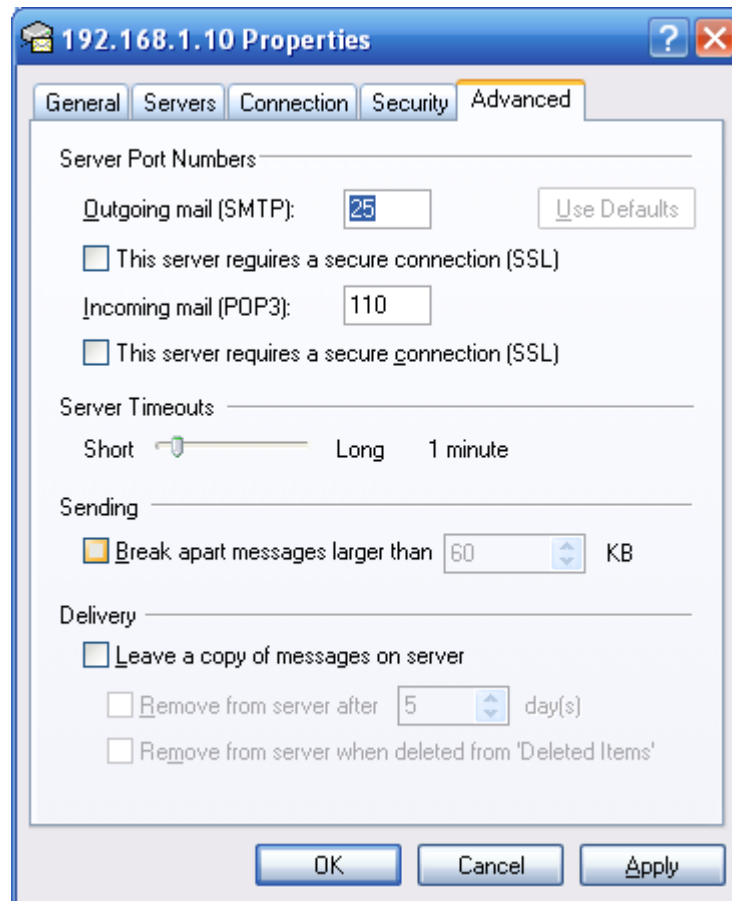 192.168.1.10 Properties
General Servers Connection Security Advanced
Server Port Numbers
Outgoing mail (SMTP): 25 Use Defaults
This server requires a secure connection (SSL)
Incoming mail (POP3): 110
This server requires a secure connection (SSL)
Server Timeouts
Short Long 1 minute
Sending
Break apart messages larger than 60 KB
Delivery
Leave a copy of messages on server
Remove from server after 5 day(s)
Remove from server when deleted from 'Deleted Items'
OK Cancel Apply